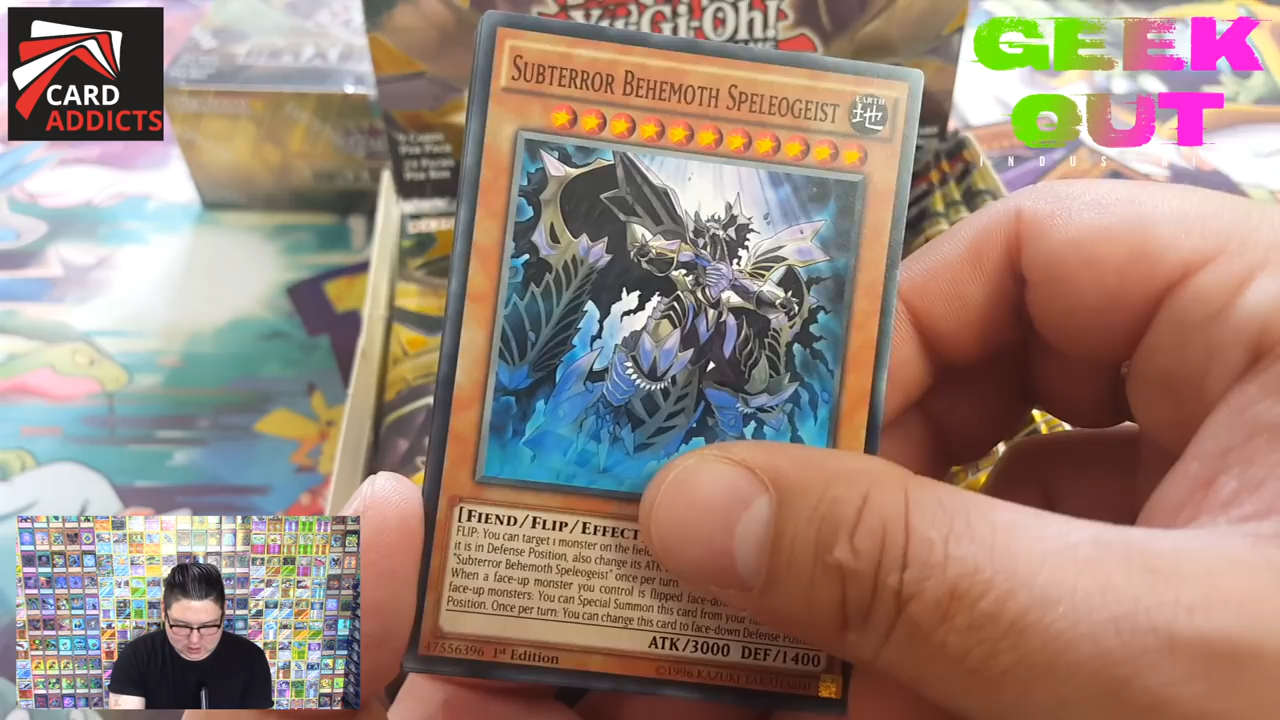 CARD
ADDICTS
Yu-Gi-Oh!
GEEK
OUT
SUBTERROR BEHEMOTH SPELEOGEIST
EARTH
地
[FIEND/FLIP/EFFECT
FLIP: You can target 1 monster on the field
it is in Defense Position, also change its ATK
"Subterror Behemoth Speleogeist" once per turn
When a face-up monster you control is flipped face-dow
face-up monsters: You can Special Summon this card from your
Position. Once per turn: You can change this card to face-down Defense Posi
ATK/3000 DEF/1400
47556396 1st Edition
©1996 KAZUKI TAKAHASHI